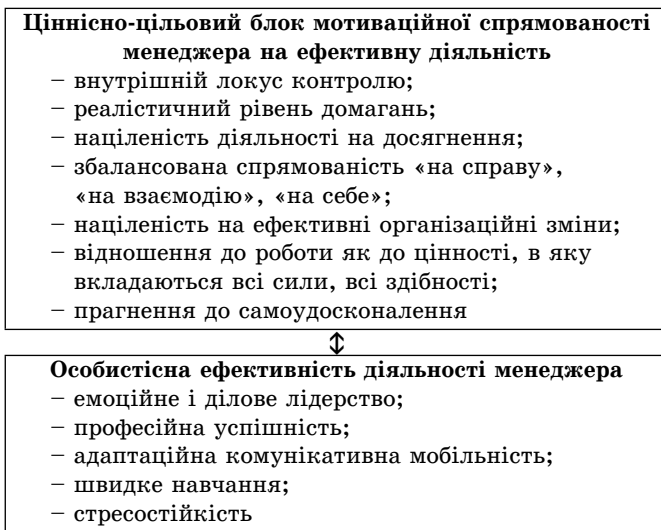 Ціннісно-цільовий блок мотиваційної спрямованості
менеджера на ефективну діяльність
– внутрішній локус контролю;
– реалістичний рівень домагань;
– націленість діяльності на досягнення;
– збалансована спрямованість «на справу»,
«на взаємодію», «на себе»;
– націленість на ефективні організаційні зміни;
– відношення до роботи як до цінності, в яку
вкладаються всі сили, всі здібності;
– прагнення до самоудосконалення
⇕
Особистісна ефективність діяльності менеджера
– емоційне і ділове лідерство;
– професійна успішність;
– адаптаційна комунікативна мобільність;
– швидке навчання;
– стресостійкість